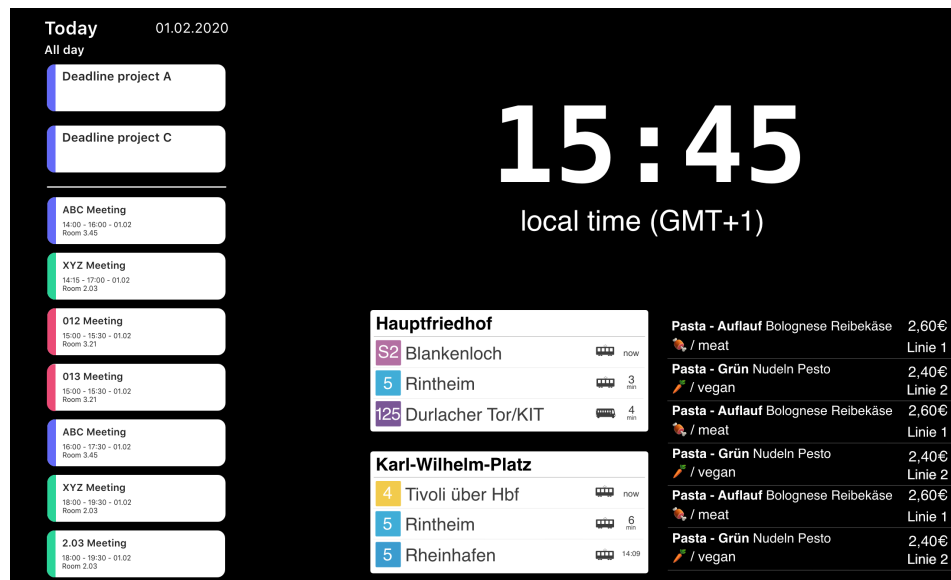 Today 01.02.2020
All day
Deadline project A
Deadline project C
ABC Meeting
14:00 - 16:00 - 01.02
Room 3.45
XYZ Meeting
14:15 - 17:00 - 01.02
Room 2.03
012 Meeting
15:00 - 15:30 - 01.02
Room 3.21
013 Meeting
15:00 - 15:30 - 01.02
Room 3.21
ABC Meeting
16:00 - 17:30 - 01.02
Room 3.45
XYZ Meeting
18:00 - 19:30 - 01.02
Room 2.03
2.03 Meeting
18:00 - 19:30 - 01.02
Room 2.03
15:45
local time (GMT+1)
Hauptfriedhof
S2 Blankenloch now
5 Rintheim 3 min
125 Durlacher Tor/KIT 4 min
Karl-Wilhelm-Platz
4 Tivoli über Hbf now
5 Rintheim 6 min
5 Rheinhafen 14:09
Pasta - Auflauf Bolognese Reibekäse 2,60€
/ meat Linie 1
Pasta - Grün Nudeln Pesto 2,40€
/ vegan Linie 2
Pasta - Auflauf Bolognese Reibekäse 2,60€
/ meat Linie 1
Pasta - Grün Nudeln Pesto 2,40€
/ vegan Linie 2
Pasta - Auflauf Bolognese Reibekäse 2,60€
/ meat Linie 1
Pasta - Grün Nudeln Pesto 2,40€
/ vegan Linie 2